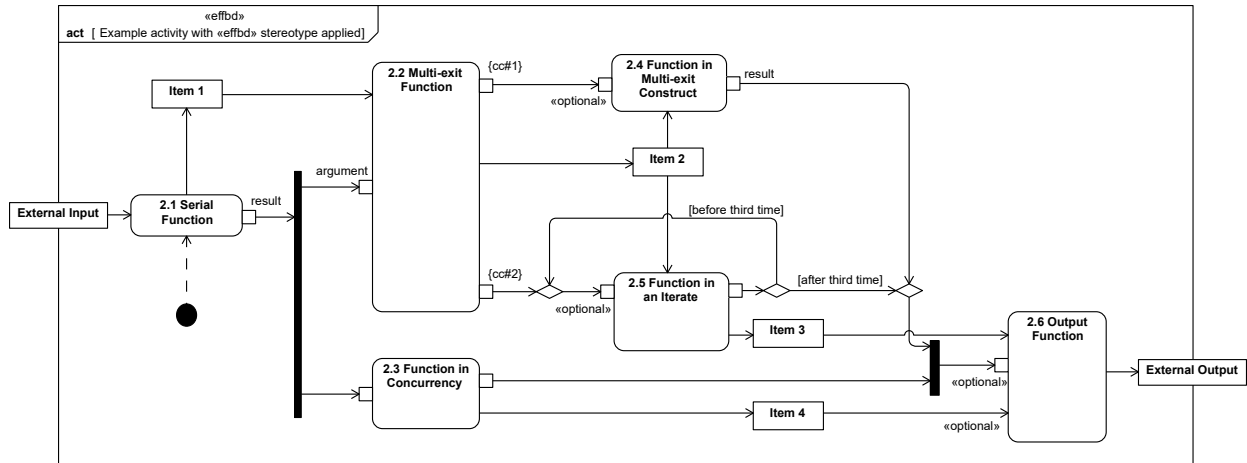 «effbd»
act [ Example activity with «effbd» stereotype applied]
2.2 Multi-exit
Function
{cc#1}
«optional»
2.4 Function in
Multi-exit
Construct
result
Item 1
argument
Item 2
External Input
2.1 Serial
Function
result
[before third time]
{cc#2}
«optional»
2.5 Function in
an Iterate
[after third time]
Item 3
2.6 Output
Function
2.3 Function in
Concurrency
«optional»
External Output
Item 4
«optional»